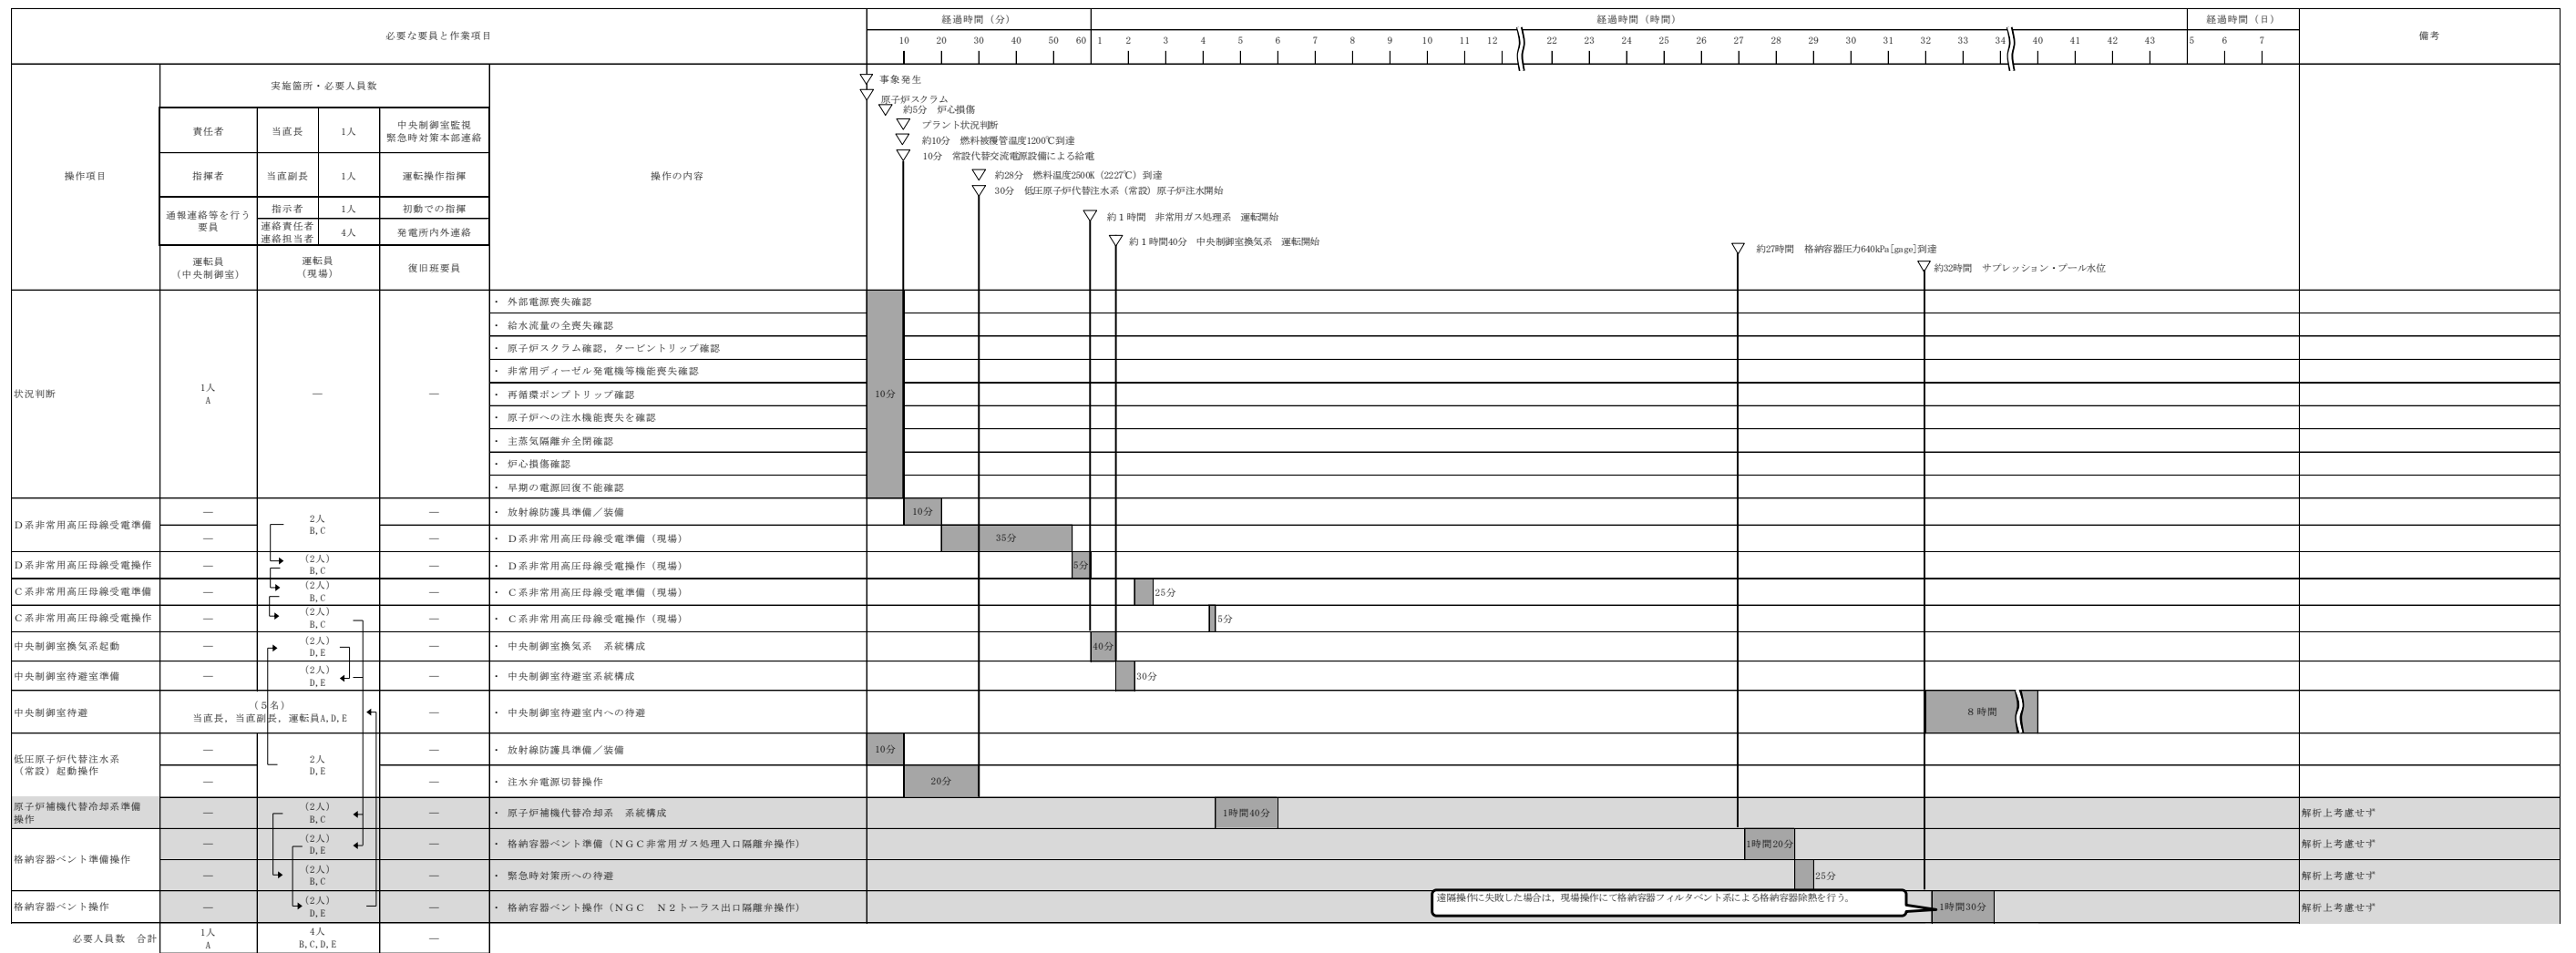 必要な要員と作業項目
経過時間（分）
経過時間（時間）
経過時間（日）
備考
10 20 30 40 50 60 1 2 3 4 5 6 7 8 9 10 11 12 22 23 24 25 26 27 28 29 30 31 32 33 34 40 41 42 43 5 6 7
操作項目
実施箇所・必要人員数
操作の内容
責任者 当直長 1人 中央制御室監視
緊急時対策本部連絡
指揮者 当直副長 1人 運転操作指揮
通報連絡等を行う
要員
指示者 1人 初動での指揮
連絡責任者
連絡担当者
4人 発電所内外連絡
運転員
（中央制御室）
運転員
（現場）
復旧班要員
事象発生
原子炉スクラム
約5分 炉心損傷
プラント状況判断
約10分 燃料被覆管温度1200℃到達
10分 常設代替交流電源設備による給電
約28分 燃料温度2500K（2227℃）到達
30分 低圧原子炉代替注水系（常設）原子炉注水開始
約１時間 非常用ガス処理系 運転開始
約１時間40分 中央制御室換気系 運転開始
約27時間 格納容器圧力640kPa[gage]到達
約32時間 サプレッション・プール水位
状況判断
1人
A
―
―
・ 外部電源喪失確認
・ 給水流量の全喪失確認
・ 原子炉スクラム確認，タービントリップ確認
・ 非常用ディーゼル発電機等機能喪失確認
・ 再循環ポンプトリップ確認
・ 原子炉への注水機能喪失を確認
・ 主蒸気隔離弁全閉確認
・ 炉心損傷確認
・ 早期の電源回復不能確認
10分
Ｄ系非常用高圧母線受電準備
―
2人
B,C
―
・ 放射線防護具準備／装備
10分
―
―
・ Ｄ系非常用高圧母線受電準備（現場）
35分
Ｄ系非常用高圧母線受電操作
―
(2人)
B,C
―
・ Ｄ系非常用高圧母線受電操作（現場）
5分
Ｃ系非常用高圧母線受電準備
―
(2人)
B,C
―
・ Ｃ系非常用高圧母線受電準備（現場）
25分
Ｃ系非常用高圧母線受電操作
―
(2人)
B,C
―
・ Ｃ系非常用高圧母線受電操作（現場）
5分
中央制御室換気系起動
―
(2人)
D,E
―
・ 中央制御室換気系 系統構成
40分
中央制御室待避室準備
―
(2人)
D,E
―
・ 中央制御室待避室系統構成
30分
中央制御室待避
（５名）
当直長，当直副長，運転員A,D,E
―
・ 中央制御室待避室内への待避
８時間
低圧原子炉代替注水系
（常設）起動操作
―
2人
D,E
―
・ 放射線防護具準備／装備
10分
―
―
・ 注水弁電源切替操作
20分
原子炉補機代替冷却系準備
操作
―
(2人)
B,C
―
・ 原子炉補機代替冷却系 系統構成
1時間40分
解析上考慮せず
格納容器ベント準備操作
―
(2人)
D,E
―
・ 格納容器ベント準備（ＮＧＣ非常用ガス処理入口隔離弁操作）
1時間20分
解析上考慮せず
―
(2人)
B,C
―
・ 緊急時対策所への待避
25分
解析上考慮せず
格納容器ベント操作
―
(2人)
D,E
―
・ 格納容器ベント操作（ＮＧＣ Ｎ２トーラス出口隔離弁操作）
遠隔操作に失敗した場合は，現場操作にて格納容器フィルタベント系による格納容器除熱を行う。
1時間30分
解析上考慮せず
必要人員数 合計
1人
A
4人
B,C,D,E
―